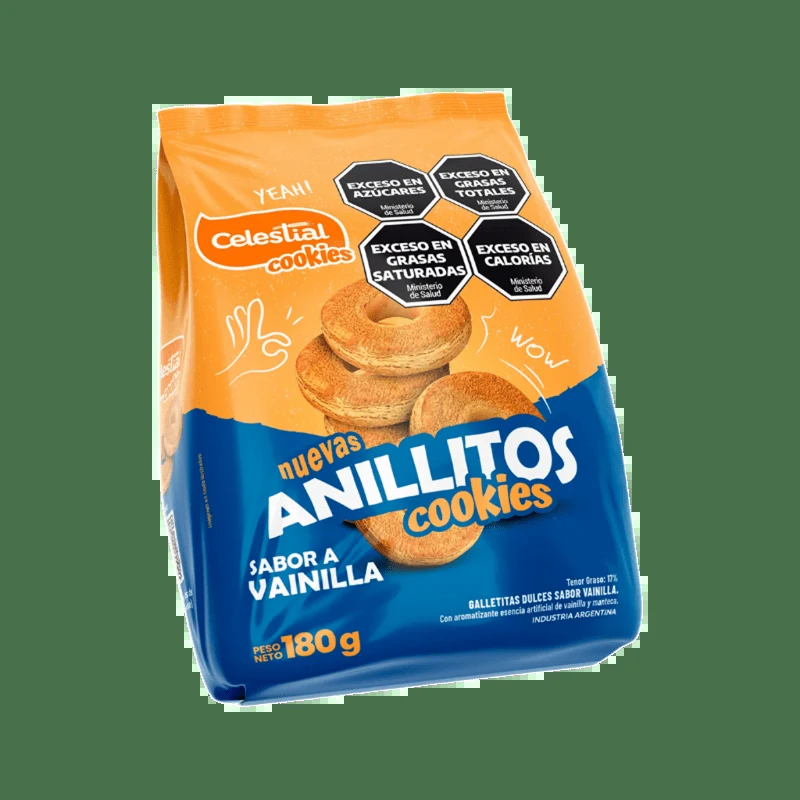 YEAH!
Celestial
cookies
EXCESO EN
AZÚCARES
Ministerio
de Salud
EXCESO EN
GRASAS
TOTALES
Ministerio
de Salud
EXCESO EN
GRASAS
SATURADAS
Ministerio
de Salud
EXCESO EN
CALORÍAS
Ministerio
de Salud
WOW
nuevas
ANILLITOS
cookies
SABOR A
VAINILLA
PESO
NETO
180 g
Tenor Graso: 17%
GALLETITAS DULCES SABOR VAINILLA.
Con aromatizante esencia artificial de vainilla y manteca.
INDUSTRIA ARGENTINA